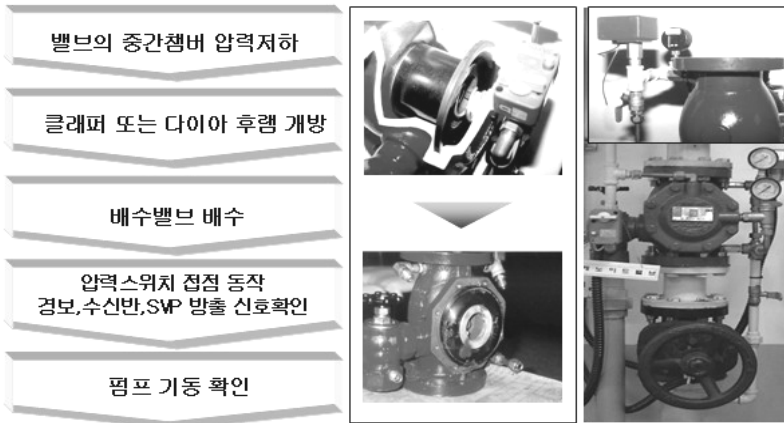 밸브의 중간챔버 압력저하
클래퍼 또는 다이아 후램 개방
배수밸브 배수
압력스위치 접점 동작
경보,수신반,SVP 방출 신호확인
펌프 기동 확인